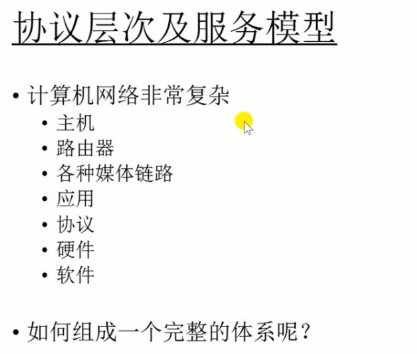 协议层次及服务模型
• 计算机网络非常复杂
• 主机
• 路由器
• 各种媒体链路
• 应用
• 协议
• 硬件
• 软件
• 如何组成一个完整的体系呢？